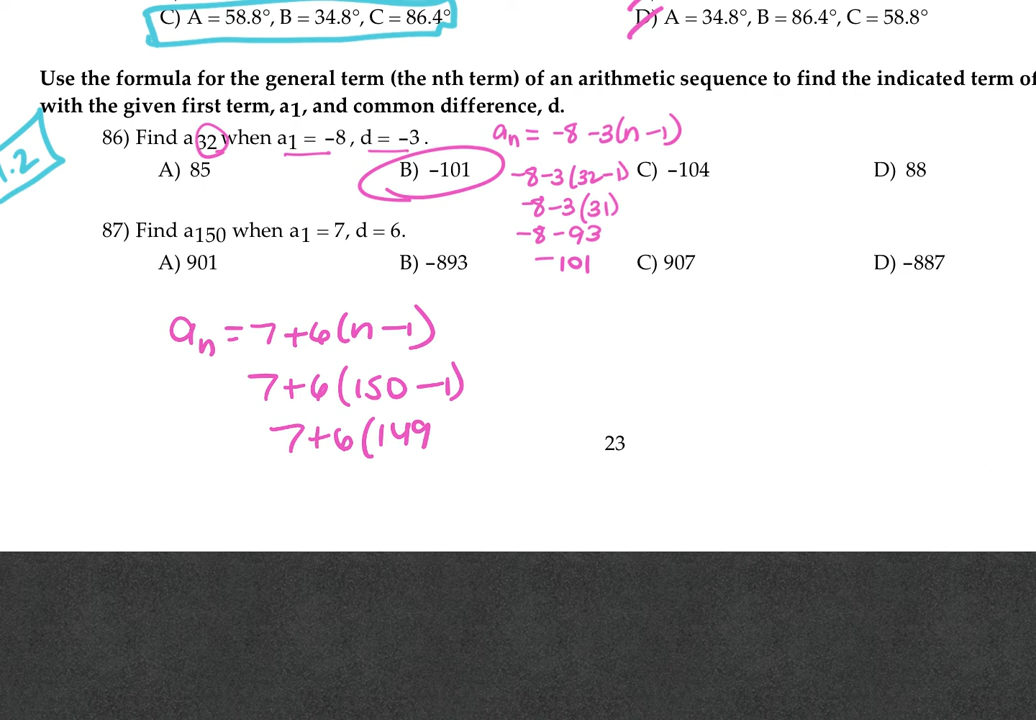 C) A = 58.8°, B = 34.8°, C = 86.4° D) A = 34.8°, B = 86.4°, C = 58.8°
Use the formula for the general term (the nth term) of an arithmetic sequence to find the indicated term of
with the given first term, a1, and common difference, d.
86) Find a32 when a1 = -8 , d = -3 .
an = -8 -3(n-1)
A) 85 B) -101 C) -104 D) 88
-8-3(32-1)
-8-3(31)
-8-93
-101
87) Find a150 when a1 = 7, d = 6.
A) 901 B) -893 C) 907 D) -887
an = 7+6(n-1)
7+6(150-1)
7+6(149
23